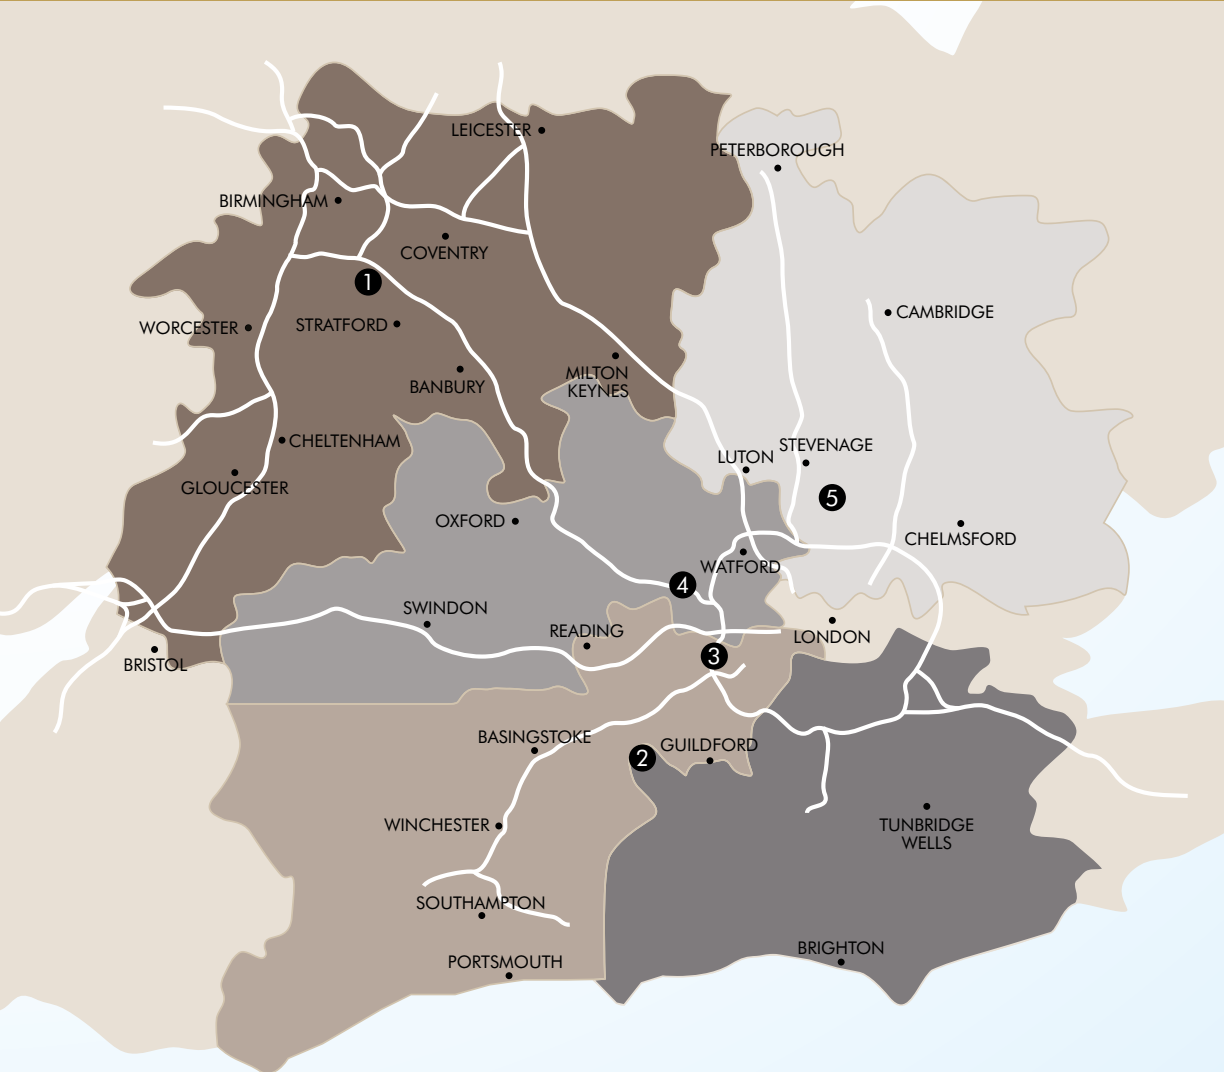 LEICESTER
PETERBOROUGH
BIRMINGHAM
COVENTRY
1
CAMBRIDGE
WORCESTER
STRATFORD
BANBURY
MILTON
KEYNES
CHELTENHAM
STEVENAGE
LUTON
GLOUCESTER
5
OXFORD
CHELMSFORD
WATFORD
4
SWINDON
READING
LONDON
3
BRISTOL
BASINGSTOKE
GUILDFORD
2
WINCHESTER
TUNBRIDGE
WELLS
SOUTHAMPTON
BRIGHTON
PORTSMOUTH